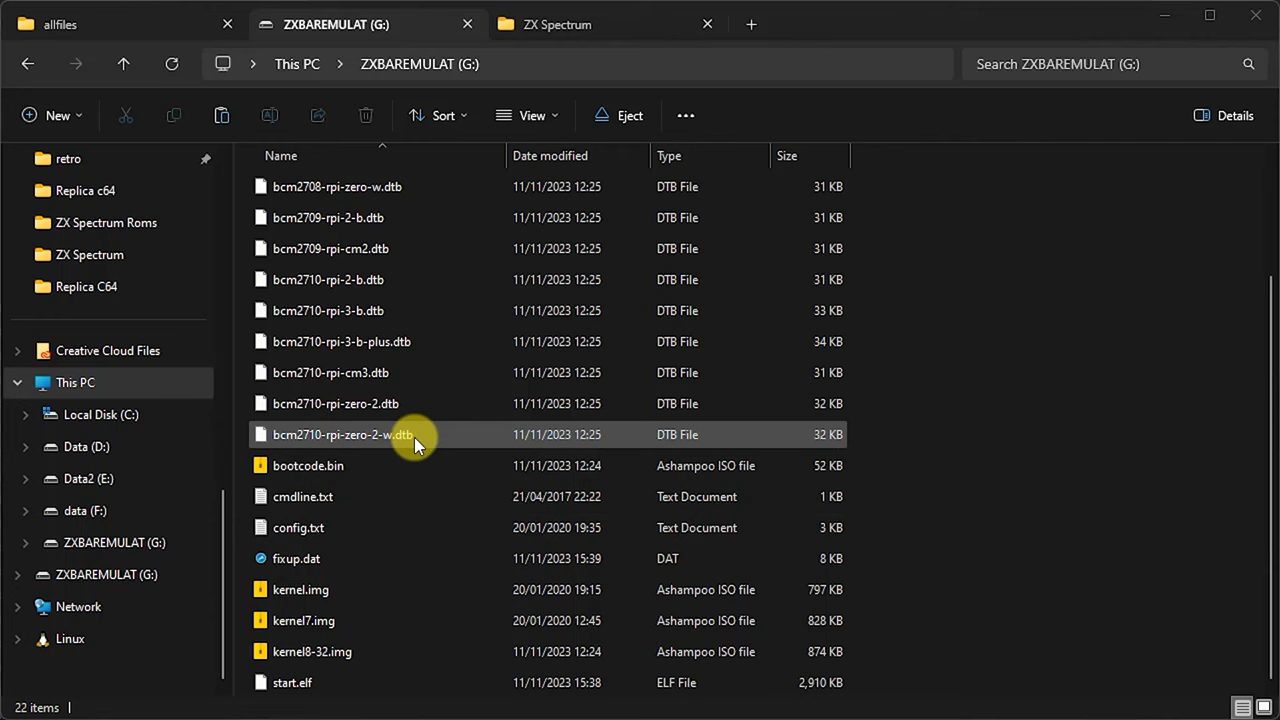 allfiles
ZXBAREMULAT (G:)
ZX Spectrum
This PC
ZXBAREMULAT (G:)
Search ZXBAREMULAT (G:)
New
Sort
View
Eject
Details
retro
Replica c64
ZX Spectrum Roms
ZX Spectrum
Replica C64
Creative Cloud Files
This PC
Local Disk (C:)
Data (D:)
Data2 (E:)
data (F:)
ZXBAREMULAT (G:)
ZXBAREMULAT (G:)
Network
Linux
Name Date modified Type Size
bcm2708-rpi-zero-w.dtb 11/11/2023 12:25 DTB File 31 KB
bcm2709-rpi-2-b.dtb 11/11/2023 12:25 DTB File 31 KB
bcm2709-rpi-cm2.dtb 11/11/2023 12:25 DTB File 31 KB
bcm2710-rpi-2-b.dtb 11/11/2023 12:25 DTB File 31 KB
bcm2710-rpi-3-b.dtb 11/11/2023 12:25 DTB File 33 KB
bcm2710-rpi-3-b-plus.dtb 11/11/2023 12:25 DTB File 34 KB
bcm2710-rpi-cm3.dtb 11/11/2023 12:25 DTB File 31 KB
bcm2710-rpi-zero-2.dtb 11/11/2023 12:25 DTB File 32 KB
bcm2710-rpi-zero-2-w.dtb 11/11/2023 12:25 DTB File 32 KB
bootcode.bin 11/11/2023 12:24 Ashampoo ISO file 52 KB
cmdline.txt 21/04/2017 22:22 Text Document 1 KB
config.txt 20/01/2020 19:35 Text Document 3 KB
fixup.dat 11/11/2023 15:39 DAT 8 KB
kernel.img 20/01/2020 19:15 Ashampoo ISO file 797 KB
kernel7.img 20/01/2020 12:45 Ashampoo ISO file 828 KB
kernel8-32.img 11/11/2023 12:24 Ashampoo ISO file 874 KB
start.elf 11/11/2023 15:38 ELF File 2,910 KB
22 items